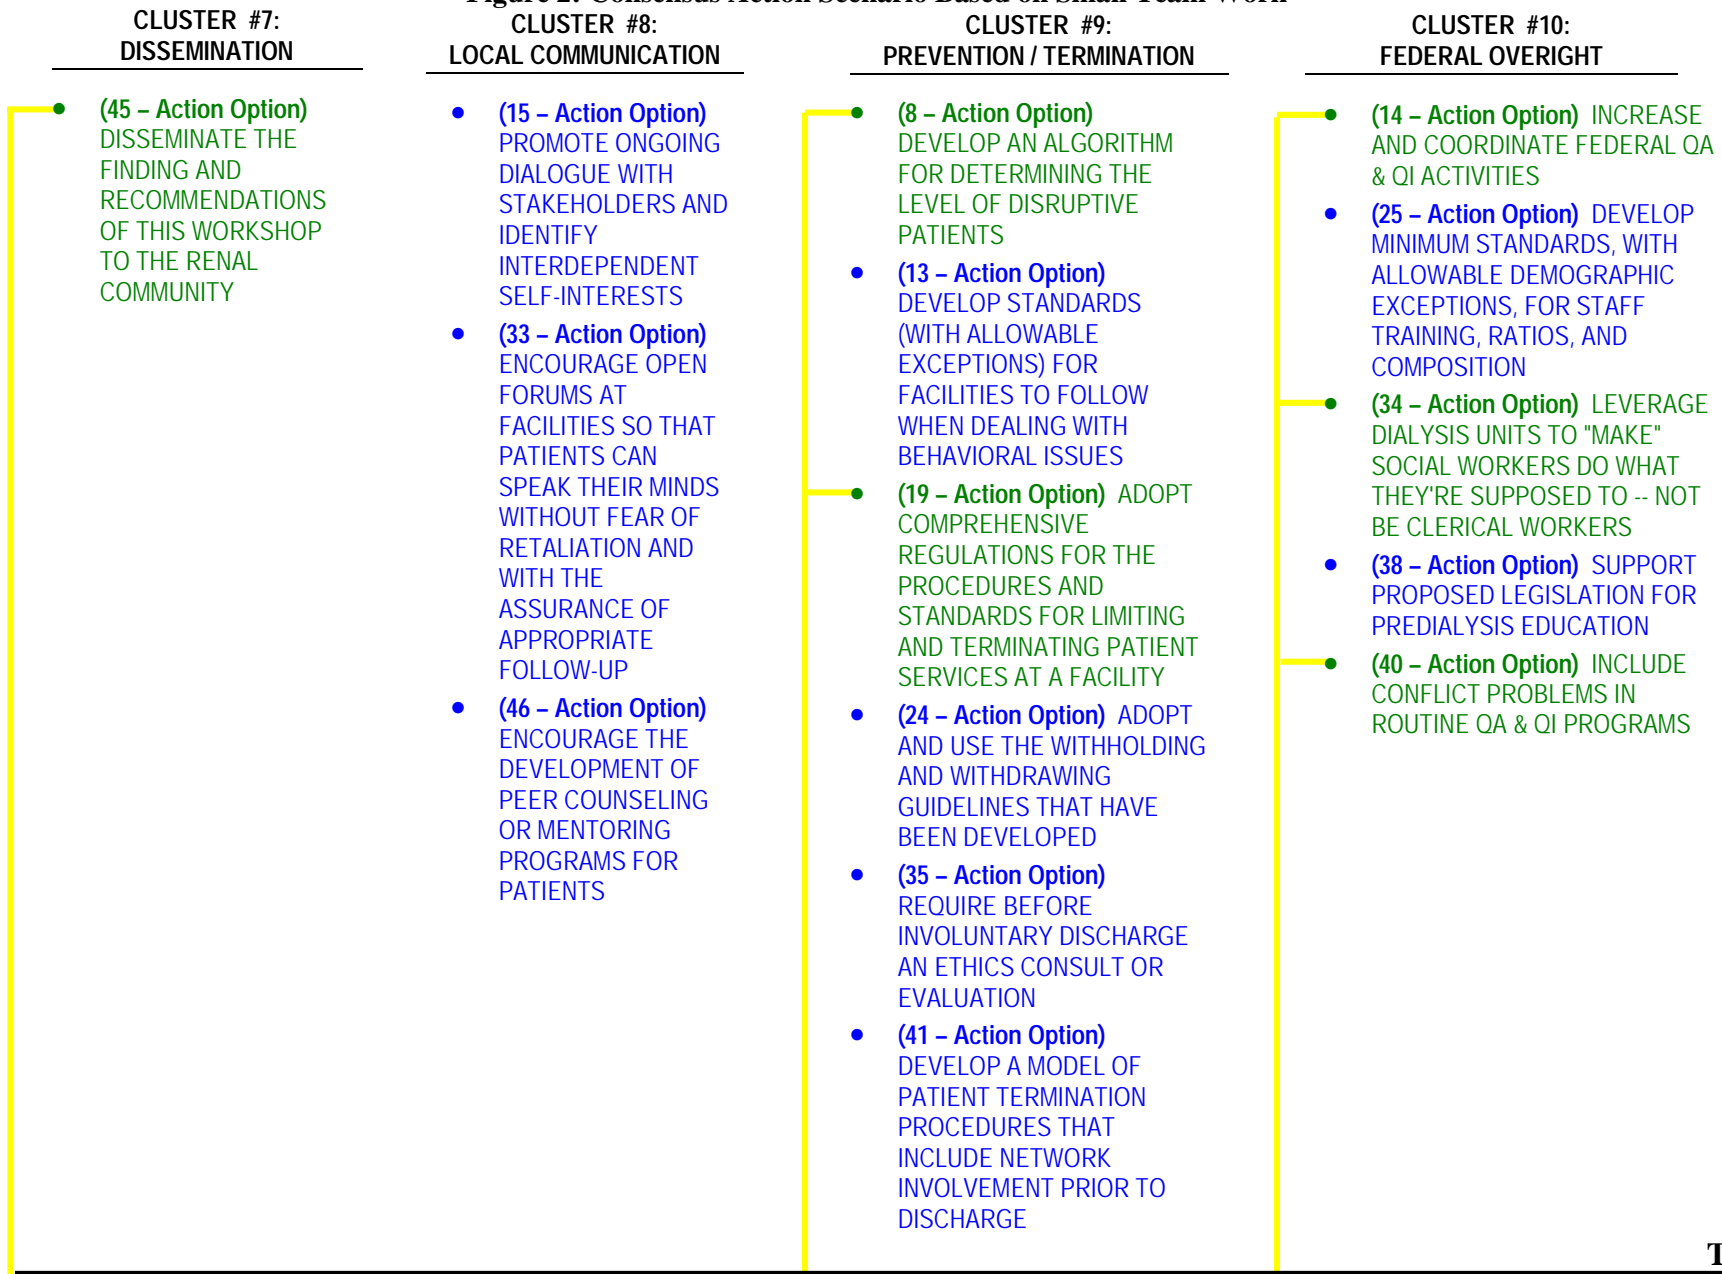 Figure 2: Consensus Action Scenario Based on Small Team Work
CLUSTER #7:
DISSEMINATION
(45 – Action Option)
DISSEMINATE THE
FINDING AND
RECOMMENDATIONS
OF THIS WORKSHOP
TO THE RENAL
COMMUNITY
CLUSTER #8:
LOCAL COMMUNICATION
(15 – Action Option)
PROMOTE ONGOING
DIALOGUE WITH
STAKEHOLDERS AND
IDENTIFY
INTERDEPENDENT
SELF-INTERESTS
(33 – Action Option)
ENCOURAGE OPEN
FORUMS AT
FACILITIES SO THAT
PATIENTS CAN
SPEAK THEIR MINDS
WITHOUT FEAR OF
RETALIATION AND
WITH THE
ASSURANCE OF
APPROPRIATE
FOLLOW-UP
(46 – Action Option)
ENCOURAGE THE
DEVELOPMENT OF
PEER COUNSELING
OR MENTORING
PROGRAMS FOR
PATIENTS
CLUSTER #9:
PREVENTION / TERMINATION
(8 – Action Option)
DEVELOP AN ALGORITHM
FOR DETERMINING THE
LEVEL OF DISRUPTIVE
PATIENTS
(13 – Action Option)
DEVELOP STANDARDS
(WITH ALLOWABLE
EXCEPTIONS) FOR
FACILITIES TO FOLLOW
WHEN DEALING WITH
BEHAVIORAL ISSUES
(19 – Action Option) ADOPT
COMPREHENSIVE
REGULATIONS FOR THE
PROCEDURES AND
STANDARDS FOR LIMITING
AND TERMINATING PATIENT
SERVICES AT A FACILITY
(24 – Action Option) ADOPT
AND USE THE WITHHOLDING
AND WITHDRAWING
GUIDELINES THAT HAVE
BEEN DEVELOPED
(35 – Action Option)
REQUIRE BEFORE
INVOLUNTARY DISCHARGE
AN ETHICS CONSULT OR
EVALUATION
(41 – Action Option)
DEVELOP A MODEL OF
PATIENT TERMINATION
PROCEDURES THAT
INCLUDE NETWORK
INVOLVEMENT PRIOR TO
DISCHARGE
CLUSTER #10:
FEDERAL OVERIGHT
(14 – Action Option) INCREASE
AND COORDINATE FEDERAL QA
& QI ACTIVITIES
(25 – Action Option) DEVELOP
MINIMUM STANDARDS, WITH
ALLOWABLE DEMOGRAPHIC
EXCEPTIONS, FOR STAFF
TRAINING, RATIOS, AND
COMPOSITION
(34 – Action Option) LEVERAGE
DIALYSIS UNITS TO "MAKE"
SOCIAL WORKERS DO WHAT
THEY'RE SUPPOSED TO -- NOT
BE CLERICAL WORKERS
(38 – Action Option) SUPPORT
PROPOSED LEGISLATION FOR
PREDIALYSIS EDUCATION
(40 – Action Option) INCLUDE
CONFLICT PROBLEMS IN
ROUTINE QA & QI PROGRAMS